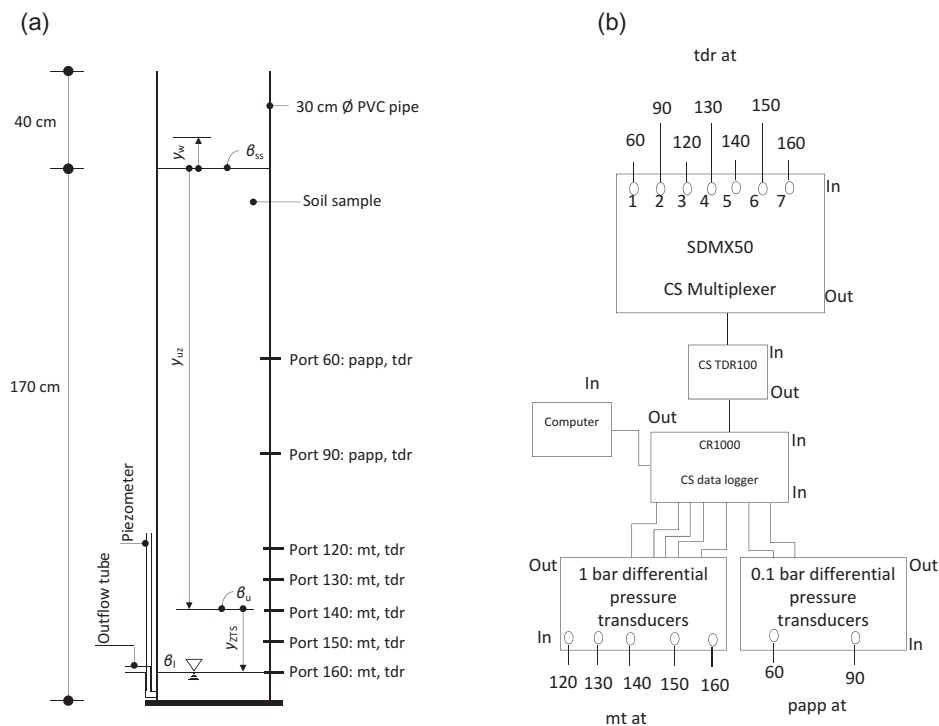 (a)
40 cm
170 cm
y_w
β_ss
30 cm Ø PVC pipe
Soil sample
y_uz
Port 60: papp, tdr
Port 90: papp, tdr
Piezometer
Port 120: mt, tdr
Port 130: mt, tdr
β_u
Port 140: mt, tdr
Outflow tube
y_ZTS
Port 150: mt, tdr
β_l
Port 160: mt, tdr
(b)
tdr at
60 90 120 130 140 150 160
In
1 2 3 4 5 6 7
SDMX50
CS Multiplexer
Out
CS TDR100
In
Out
In
Computer
Out
CR1000
In
CS data logger
In
Out
1 bar differential
pressure
transducers
In
120 130 140 150 160
mt at
0.1 bar differential
pressure
transducers
Out
In
60 90
papp at